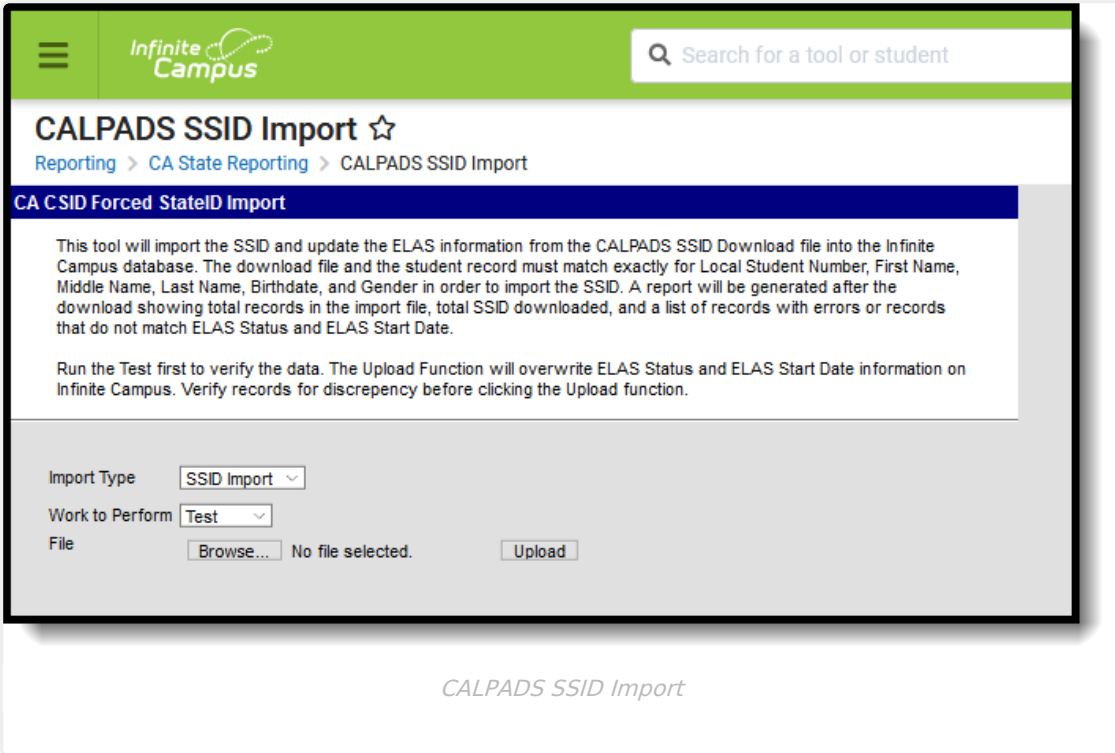 Infinite
Campus
Search for a tool or student
CALPADS SSID Import
Reporting > CA State Reporting > CALPADS SSID Import
CA CSID Forced StateID Import
This tool will import the SSID and update the ELAS information from the CALPADS SSID Download file into the Infinite
Campus database. The download file and the student record must match exactly for Local Student Number, First Name,
Middle Name, Last Name, Birthdate, and Gender in order to import the SSID. A report will be generated after the
download showing total records in the import file, total SSID downloaded, and a list of records with errors or records
that do not match ELAS Status and ELAS Start Date.
Run the Test first to verify the data. The Upload Function will overwrite ELAS Status and ELAS Start Date information on
Infinite Campus. Verify records for discrepency before clicking the Upload function.
Import Type SSID Import
Work to Perform Test
File Browse... No file selected. Upload
CALPADS SSID Import